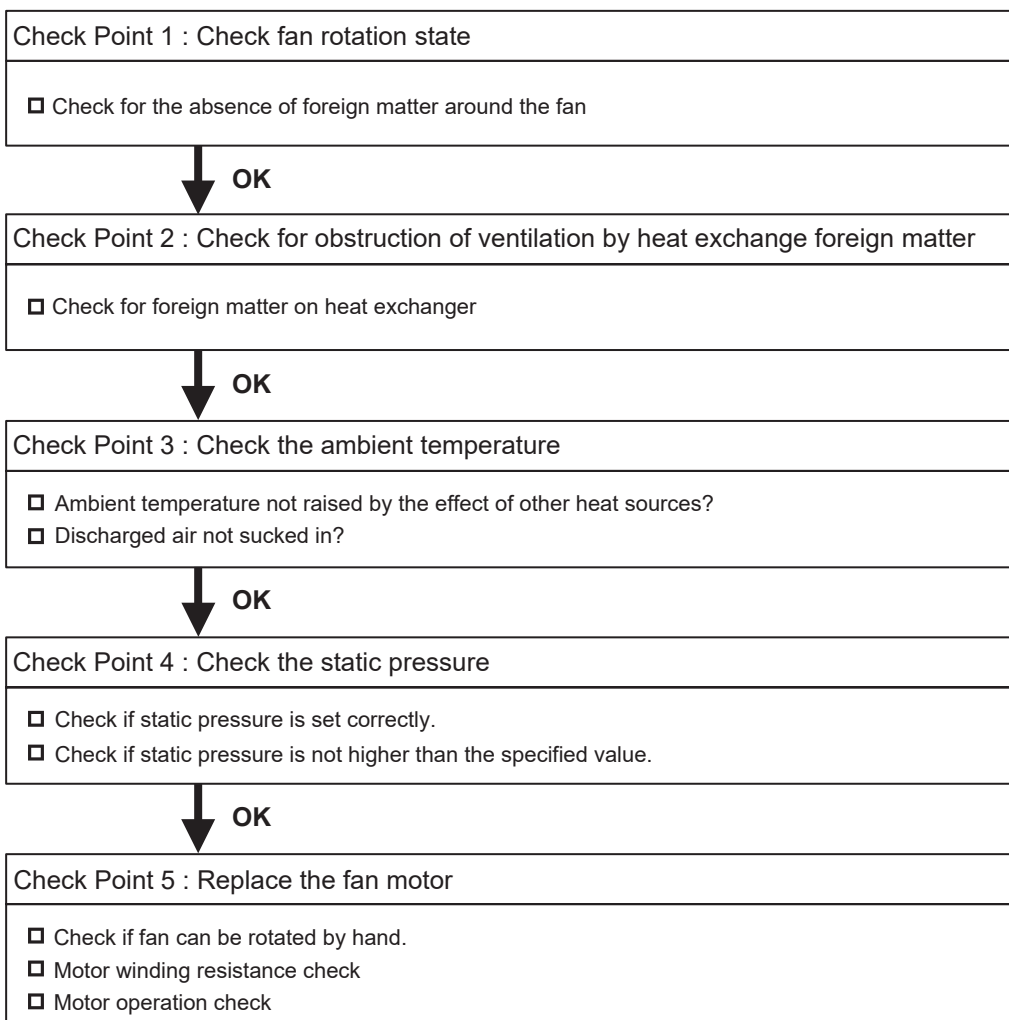 Check Point 1 : Check fan rotation state
Check for the absence of foreign matter around the fan
OK
Check Point 2 : Check for obstruction of ventilation by heat exchange foreign matter
Check for foreign matter on heat exchanger
OK
Check Point 3 : Check the ambient temperature
Ambient temperature not raised by the effect of other heat sources?
Discharged air not sucked in?
OK
Check Point 4 : Check the static pressure
Check if static pressure is set correctly.
Check if static pressure is not higher than the specified value.
OK
Check Point 5 : Replace the fan motor
Check if fan can be rotated by hand.
Motor winding resistance check
Motor operation check